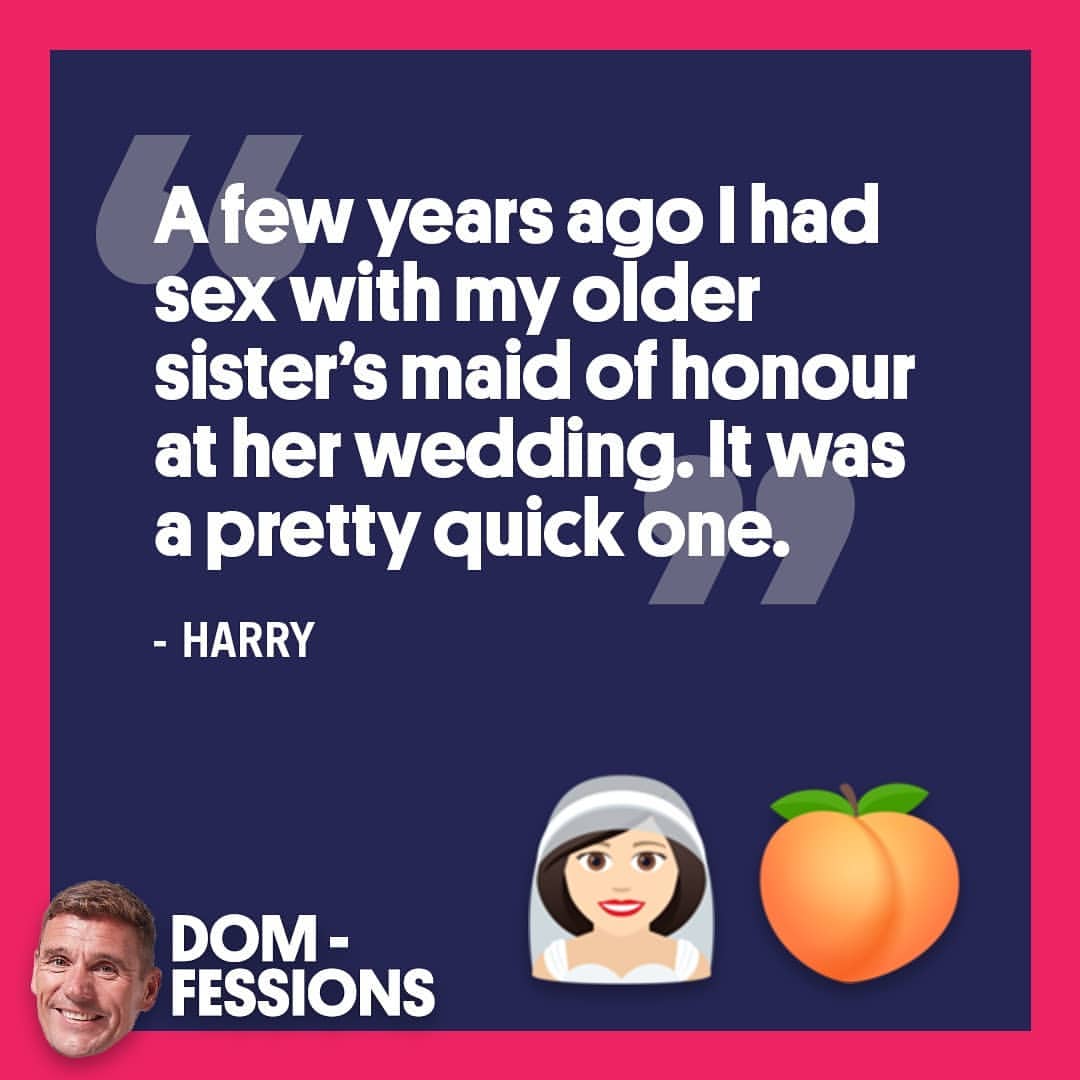 “
A few years ago I had
sex with my older
sister’s maid of honour
at her wedding. It was
a pretty quick one.
”
- HARRY
DOM -
FESSIONS